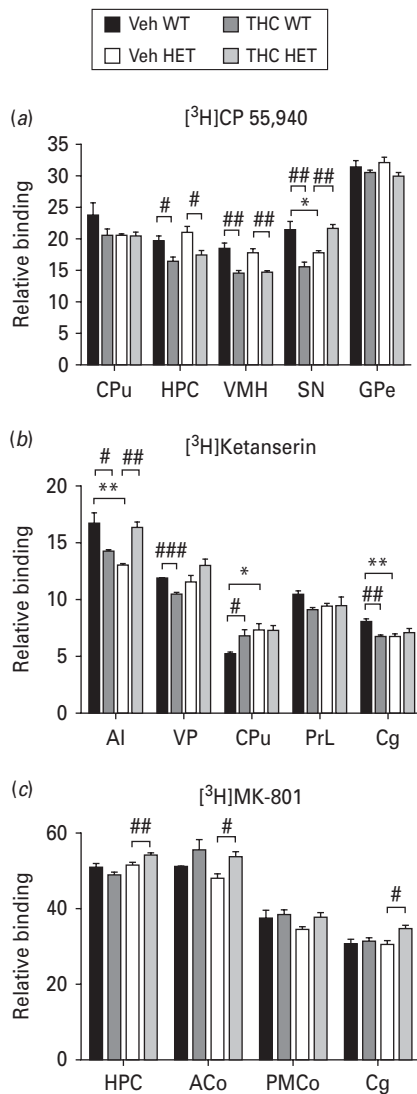 Veh WT THC WT
Veh HET THC HET
(a) [³H]CP 55,940
Relative binding
35
30
25
20
15
10
5
0
# # ## ## ## ##
*
CPu HPC VMH SN GPe
(b) [³H]Ketanserin
Relative binding
20
15
10
5
0
# ##
**
###
*
#
**
##
AI VP CPu PrL Cg
(c) [³H]MK-801
Relative binding
60
40
20
0
## # #
HPC ACo PMCo Cg